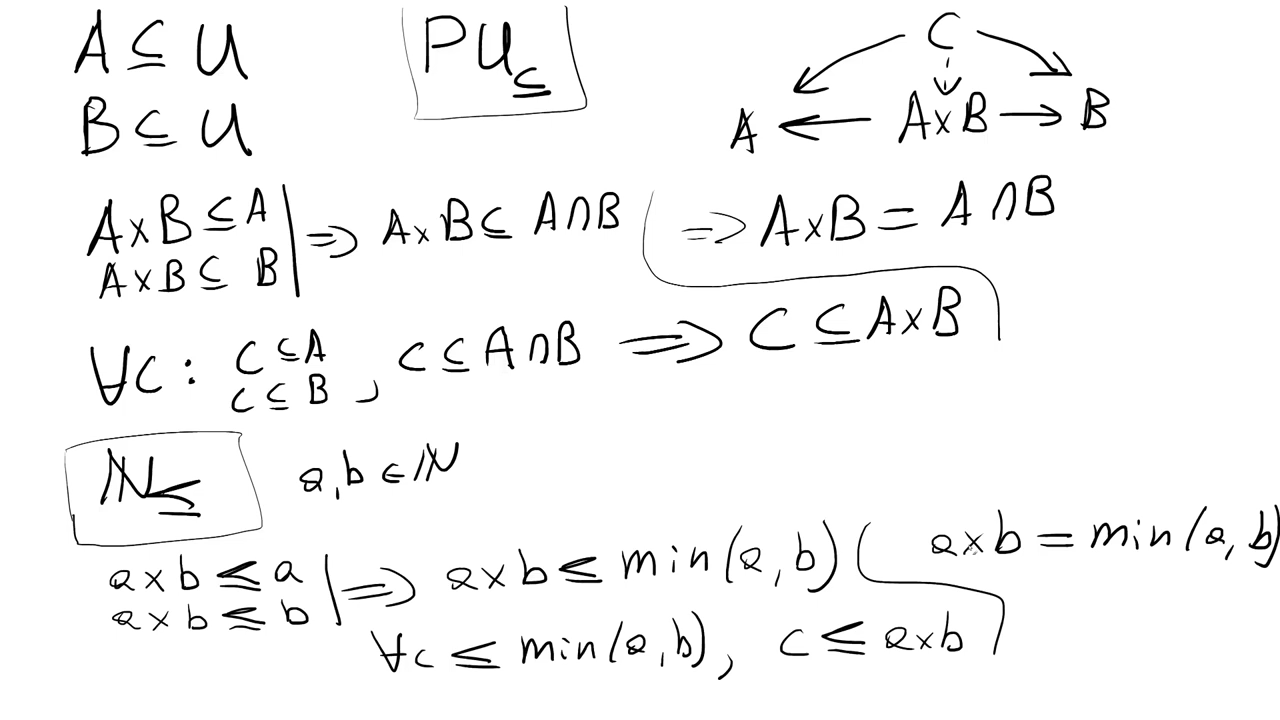 A ⊆ U
B ⊆ U
PU⊆
C
A ← A×B → B
A×B ⊆ A
A×B ⊆ B
⇒ A×B ⊆ A∩B
⇒ A×B = A∩B
∀C : C ⊆ A
C ⊆ B , C ⊆ A∩B ⇒ C ⊆ A×B
ℕ≤
a,b ∈ ℕ
a×b ≤ a
a×b ≤ b
⇒ a×b ≤ min(a,b)
a×b = min(a,b)
∀c ≤ min(a,b), c ≤ a×b